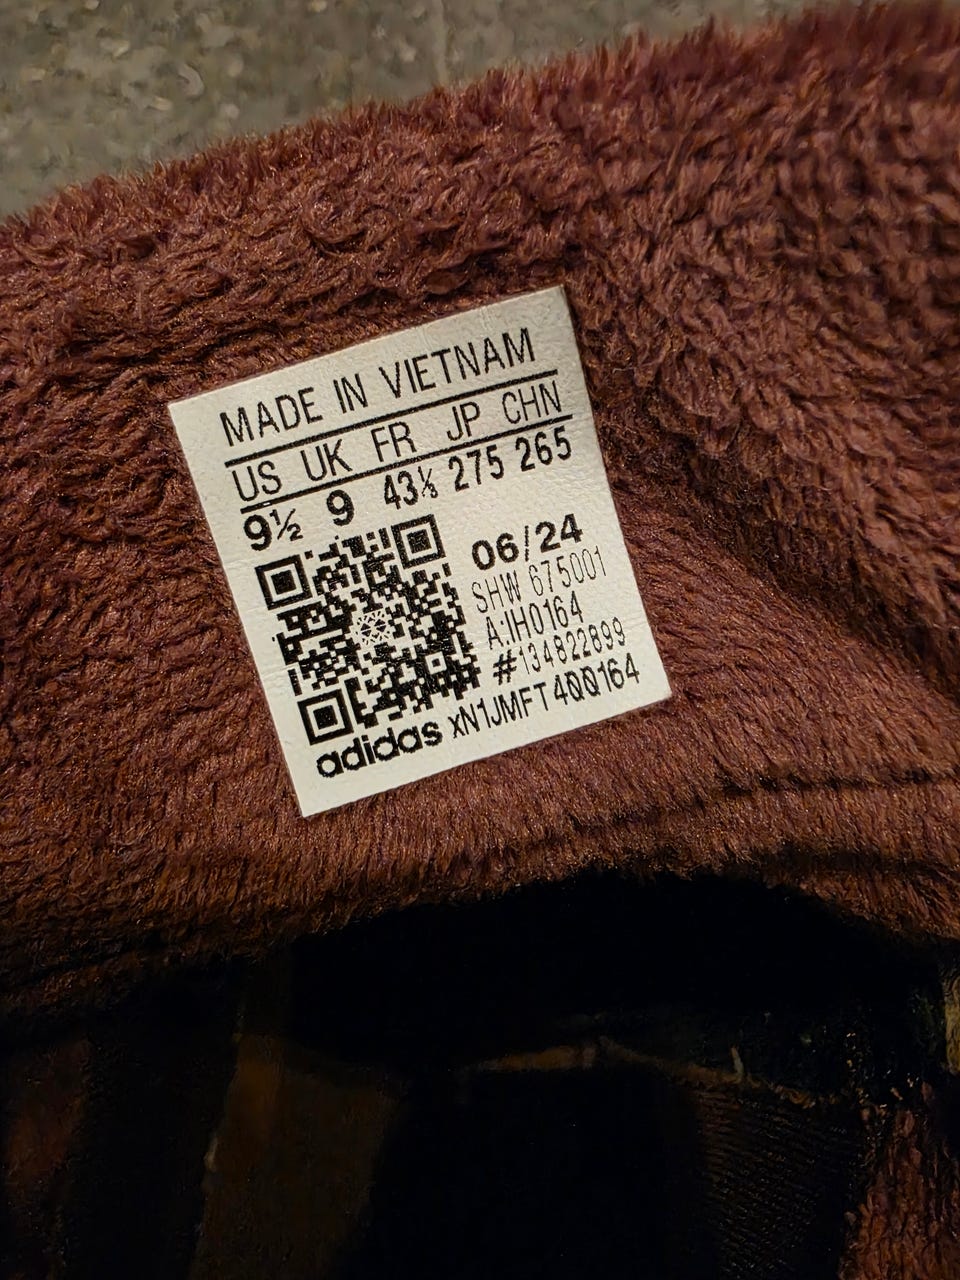 MADE IN VIETNAM
US UK FR JP CHN
9½ 9 43⅓ 275 265
06/24
SHW 675001
A:IH0164
#134822899
adidas XN1JMFT400164